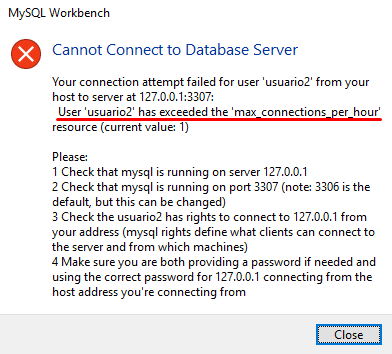 MySQL Workbench
Cannot Connect to Database Server
Your connection attempt failed for user 'usuario2' from your
host to server at 127.0.0.1:3307:
User 'usuario2' has exceeded the 'max_connections_per_hour'
resource (current value: 1)
Please:
1 Check that mysql is running on server 127.0.0.1
2 Check that mysql is running on port 3307 (note: 3306 is the
default, but this can be changed)
3 Check the usuario2 has rights to connect to 127.0.0.1 from
your address (mysql rights define what clients can connect to
the server and from which machines)
4 Make sure you are both providing a password if needed and
using the correct password for 127.0.0.1 connecting from the
host address you're connecting from
Close